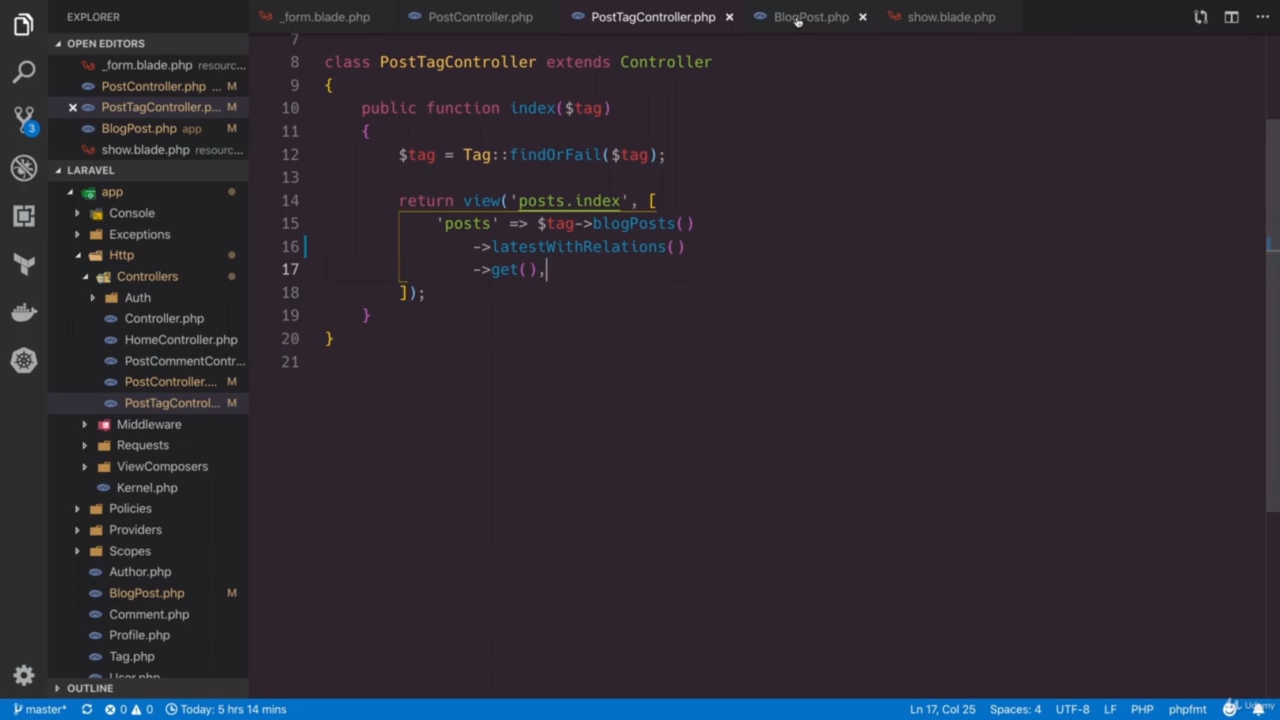 EXPLORER
_form.blade.php
PostController.php
PostTagController.php
BlogPost.php
show.blade.php
OPEN EDITORS
_form.blade.php resourc...
PostController.php ... M
PostTagController.p... M
BlogPost.php app M
show.blade.php resourc...
LARAVEL
app
Console
Exceptions
Http
Controllers
Auth
Controller.php
HomeController.php
PostCommentContr...
PostController.... M
PostTagControl... M
Middleware
Requests
ViewComposers
Kernel.php
Policies
Providers
Scopes
Author.php
BlogPost.php M
Comment.php
Profile.php
Tag.php
User.php
OUTLINE
3
7
8 class PostTagController extends Controller
9 {
10 public function index($tag)
11 {
12 $tag = Tag::findOrFail($tag);
13
14 return view('posts.index', [
15 'posts' => $tag->blogPosts()
16 ->latestWithRelations()
17 ->get(),
18 ]);
19 }
20 }
21
master* 0 0 Today: 5 hrs 14 mins
Ln 17, Col 25 Spaces: 4 UTF-8 LF PHP phpfmt
Udemy